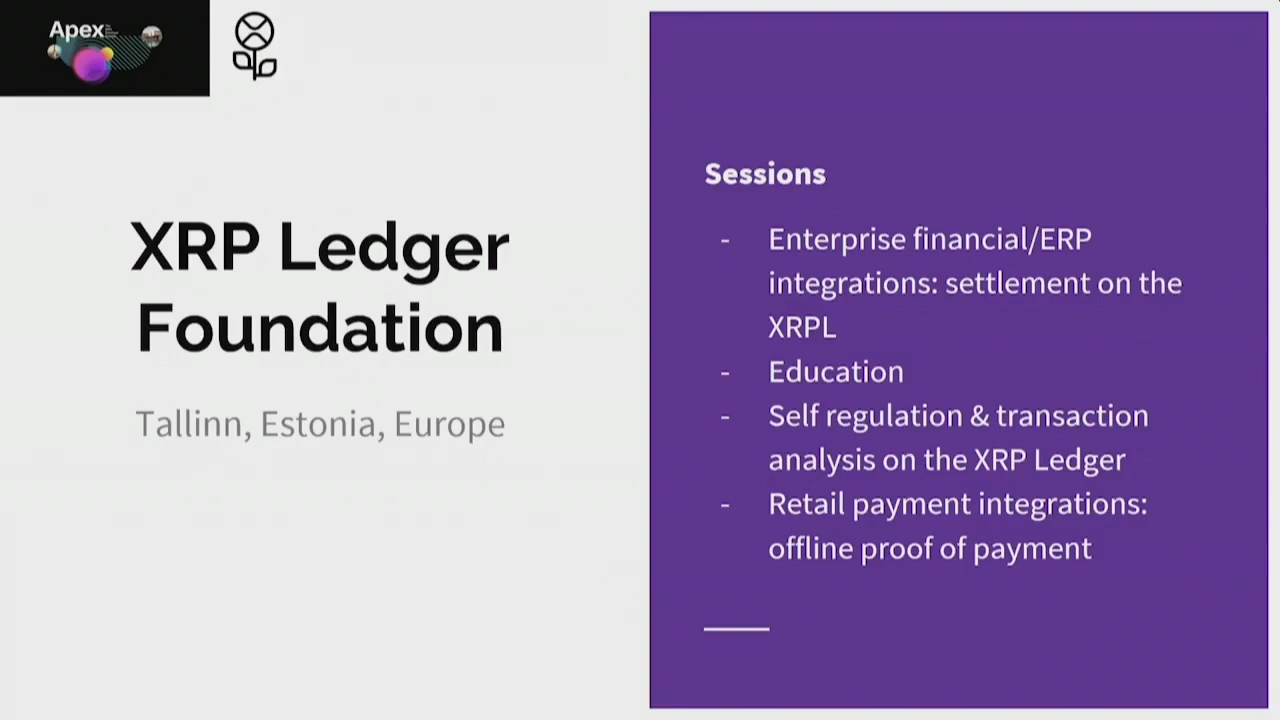 Apex
XRP Ledger
Foundation
Tallinn, Estonia, Europe
Sessions
- Enterprise financial/ERP
integrations: settlement on the
XRPL
- Education
- Self regulation & transaction
analysis on the XRP Ledger
- Retail payment integrations:
offline proof of payment